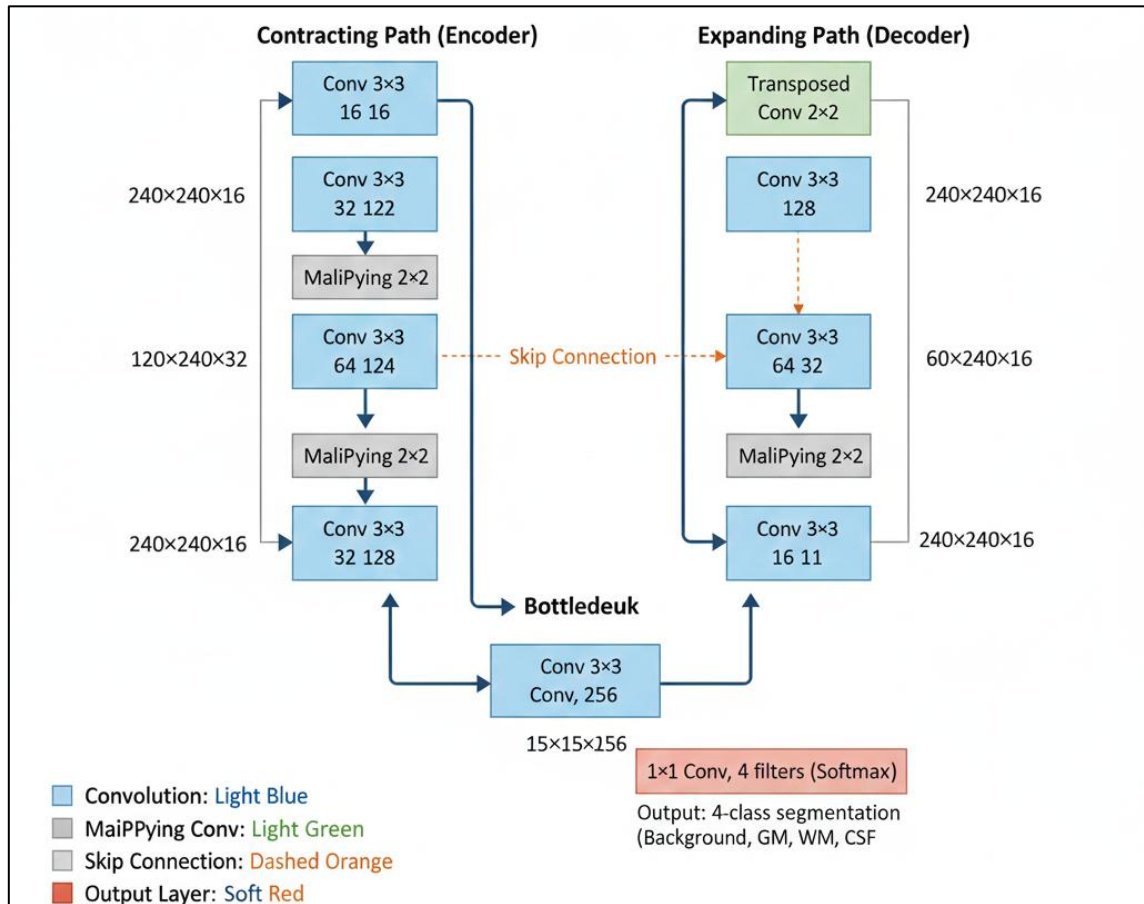 Contracting Path (Encoder)
Conv 3×3
16 16
240×240×16
Conv 3×3
32 122
MaliPying 2×2
120×240×32
Conv 3×3
64 124
MaliPying 2×2
240×240×16
Conv 3×3
32 128
Skip Connection
Expanding Path (Decoder)
Transposed
Conv 2×2
Conv 3×3
128
240×240×16
Conv 3×3
64 32
60×240×16
MaliPying 2×2
Conv 3×3
16 11
240×240×16
Bottledeuk
Conv 3×3
Conv, 256
15×15×256
1×1 Conv, 4 filters (Softmax)
Output: 4-class segmentation
(Background, GM, WM, CSF
Convolution: Light Blue
MaiPPying Conv: Light Green
Skip Connection: Dashed Orange
Output Layer: Soft Red